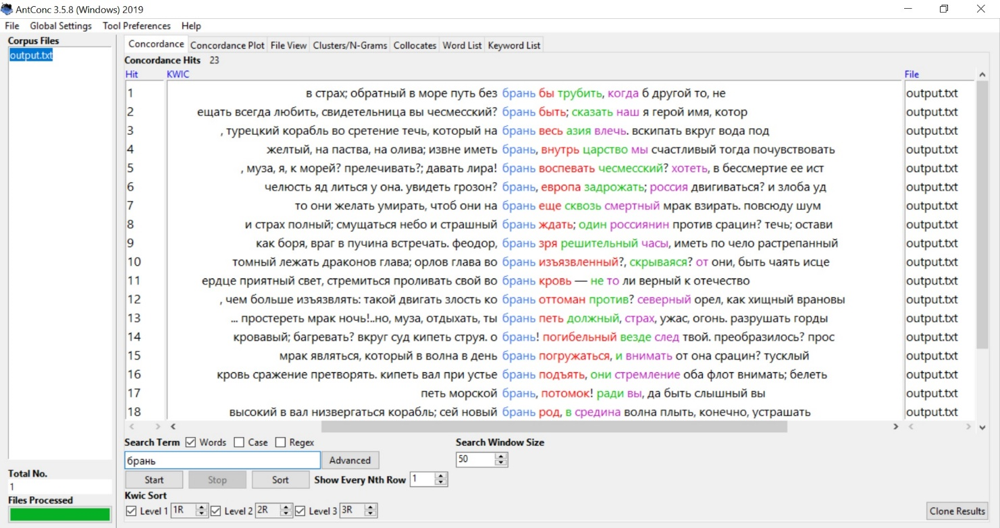 AntConc 3.5.8 (Windows) 2019
File Global Settings Tool Preferences Help
Corpus Files
output.txt
Total No.
1
Files Processed
Concordance Concordance Plot File View Clusters/N-Grams Collocates Word List Keyword List
Concordance Hits 23
Hit KWIC File
1 в страх; обратный в море путь без брань бы трубить, когда б другой то, не output.txt
2 ещать всегда любить, свидетельница вы чесмесский? брань быть; сказать наш я герой имя, котор output.txt
3 , турецкий корабль во сретение течь, который на брань весь азия влечь. вскипать вкруг вода под output.txt
4 желтый, на паства, на олива; извне иметь брань, внутрь царство мы счастливый тогда почувствовать output.txt
5 , муза, я, к морей? прелечивать?; давать лира! брань воспевать чесмесский? хотеть, в бессмертие ее ист output.txt
6 челюсть яд литься у она. увидеть грозон? брань, европа задрожать; россия двигиваться? и злоба уд output.txt
7 то они желать умирать, чтоб они на брань еще сквозь смертный мрак взирать. повсюду шум output.txt
8 и страх полный; смущаться небо и страшный брань ждать; один россиянин против срацин? течь; остави output.txt
9 как боря, враг в пучина встречать. феодор, брань зря решительный часы, иметь по чело растрепанный output.txt
10 томный лежать драконов глава; орлов глава во брань изъязвленный?, скрываяся? от они, быть чаять исце output.txt
11 ердце приятный свет, стремиться проливать свой во брань кровь — не то ли верный к отечество output.txt
12 , чем больше изъязвлять: такой двигать злость ко брань оттоман против? северный орел, как хищный врановы output.txt
13 ... простереть мрак ночь!..но, муза, отдыхать, ты брань петь должный, страх, ужас, огонь. разрушать горды output.txt
14 кровавый; багреветь? вкруг суд кипеть струя. о брань! погибельный везде след твой. преобразилось? прос output.txt
15 мрак являться, который в волна в день брань погружаться, и внимать от она срацин? тусклый output.txt
16 кровь сражение претворять. кипеть вал при устье брань подъять, они стремление оба флот внимать; белеть output.txt
17 петь морской брань, потомок! ради вы, да быть слышный вы output.txt
18 высокий в вал низвергаться корабль; сей новый брань род, в средина волна плыть, конечно, устрашать output.txt
Search Term Words Case Regex Search Window Size
брань Advanced 50
Start Stop Sort Show Every Nth Row 1
Kwic Sort
Level 1 1R Level 2 2R Level 3 3R Clone Results